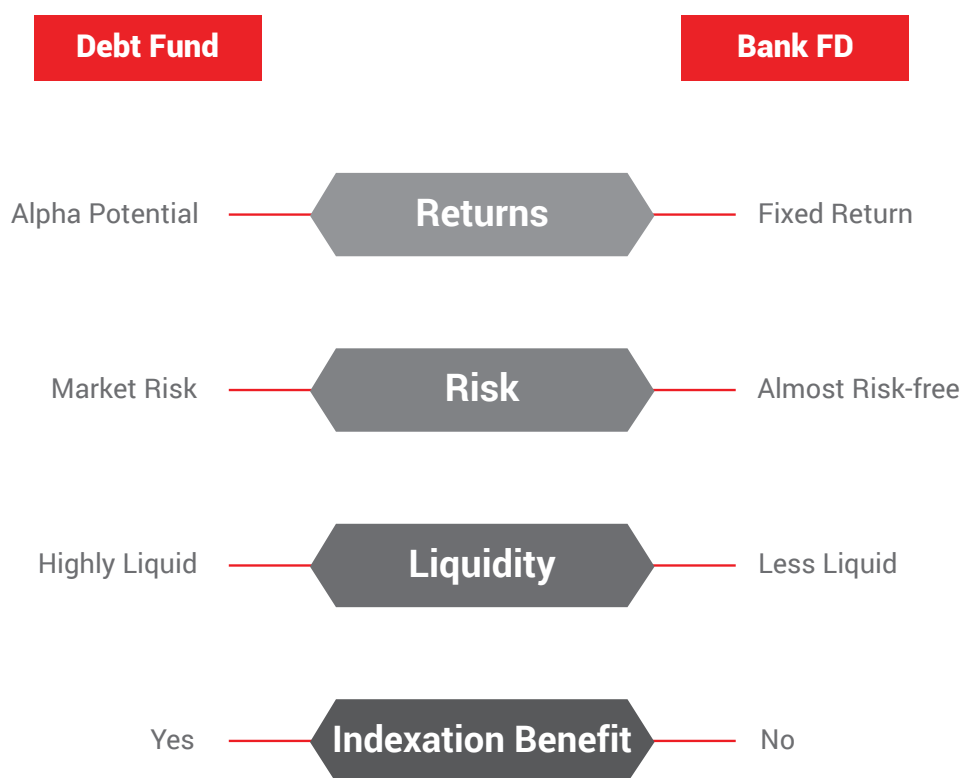 Debt Fund
Bank FD
Alpha Potential
Returns
Fixed Return
Market Risk
Risk
Almost Risk-free
Highly Liquid
Liquidity
Less Liquid
Yes
Indexation Benefit
No